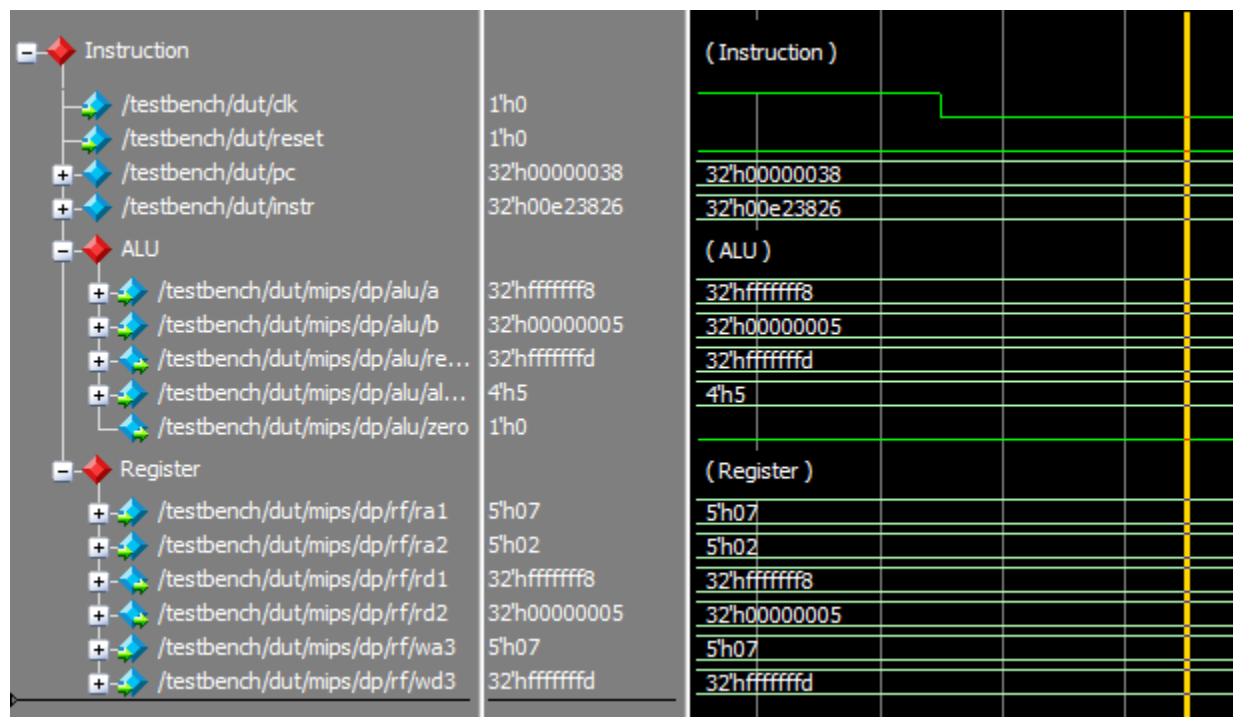 Instruction (Instruction)
/testbench/dut/clk 1'h0
/testbench/dut/reset 1'h0
/testbench/dut/pc 32'h00000038 32'h00000038
/testbench/dut/instr 32'h00e23826 32'h00e23826
ALU (ALU)
/testbench/dut/mips/dp/alu/a 32'hfffffff8 32'hfffffff8
/testbench/dut/mips/dp/alu/b 32'h00000005 32'h00000005
/testbench/dut/mips/dp/alu/re... 32'hfffffffd 32'hfffffffd
/testbench/dut/mips/dp/alu/al... 4'h5 4'h5
/testbench/dut/mips/dp/alu/zero 1'h0
Register (Register)
/testbench/dut/mips/dp/rf/ra1 5'h07 5'h07
/testbench/dut/mips/dp/rf/ra2 5'h02 5'h02
/testbench/dut/mips/dp/rf/rd1 32'hfffffff8 32'hfffffff8
/testbench/dut/mips/dp/rf/rd2 32'h00000005 32'h00000005
/testbench/dut/mips/dp/rf/wa3 5'h07 5'h07
/testbench/dut/mips/dp/rf/wd3 32'hfffffffd 32'hfffffffd